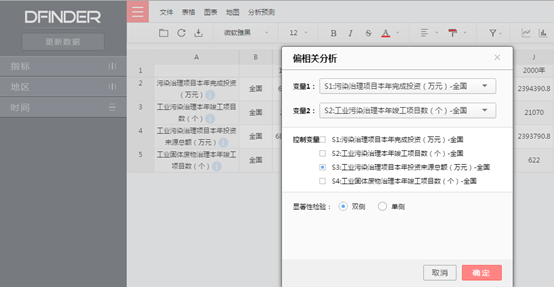 DFINDER
更新数据
指标
地区
时间
文件 表格 图表 地图 分析预测
微软雅黑 12 B I S A
A B J
1 2000年
2 污染治理项目本年完成投资（万元） 全国 2394390.8
3 工业污染治理本年竣工项目数（个） 全国 21070
4 工业污染治理项目本年投资来源总额（万元） 全国 2393790.8
5 工业固体废物治理本年竣工项目数（个） 全国 622
偏相关分析
变量1： S1:污染治理项目本年完成投资（万元）-全国
变量2： S2:工业污染治理本年竣工项目数（个）-全国
控制变量 S1:污染治理项目本年完成投资（万元）-全国
S2:工业污染治理本年竣工项目数（个）-全国
S3:工业污染治理项目本年投资来源总额（万元）-全国
S4:工业固体废物治理本年竣工项目数（个）-全国
显著性检验： 双侧 单侧
取消 确定